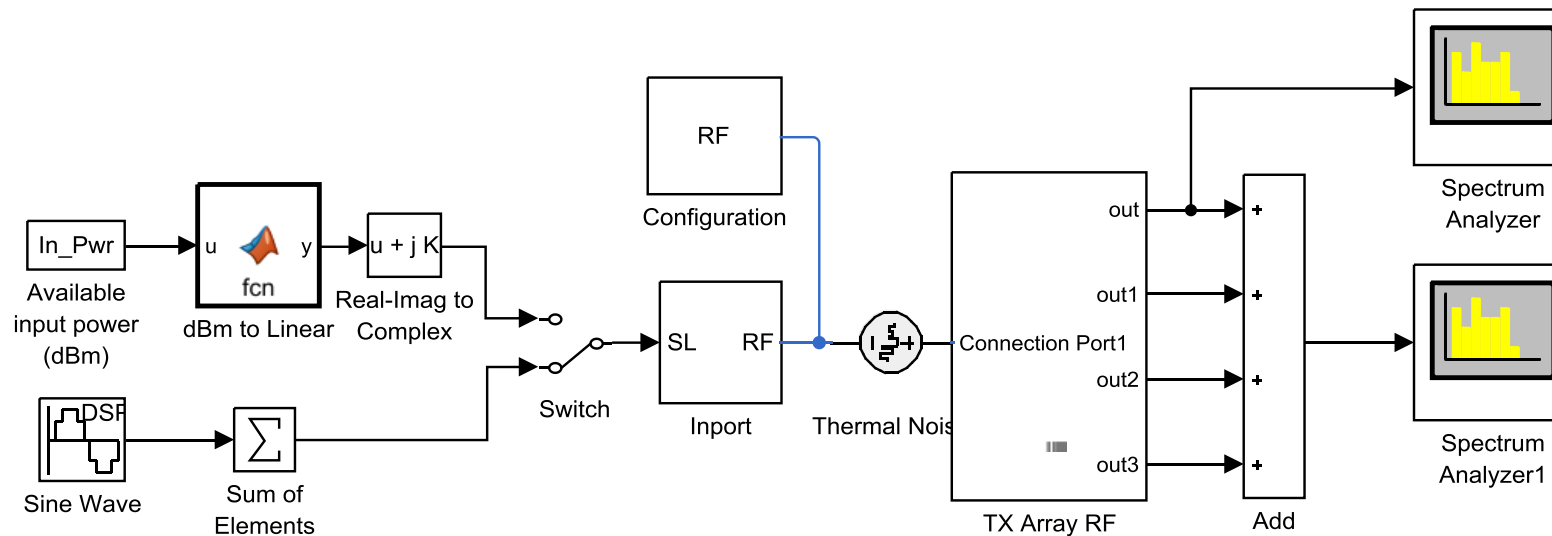 RF
Configuration
In_Pwr
Available
input power
(dBm)
u
y
fcn
dBm to Linear
u + j K
Real-Imag to
Complex
DSP
Sine Wave
Σ
Sum of
Elements
Switch
SL
RF
Inport
Thermal Nois
out
out1
Connection Port1
out2
out3
TX Array RF
+
+
+
+
Add
Spectrum
Analyzer
Spectrum
Analyzer1